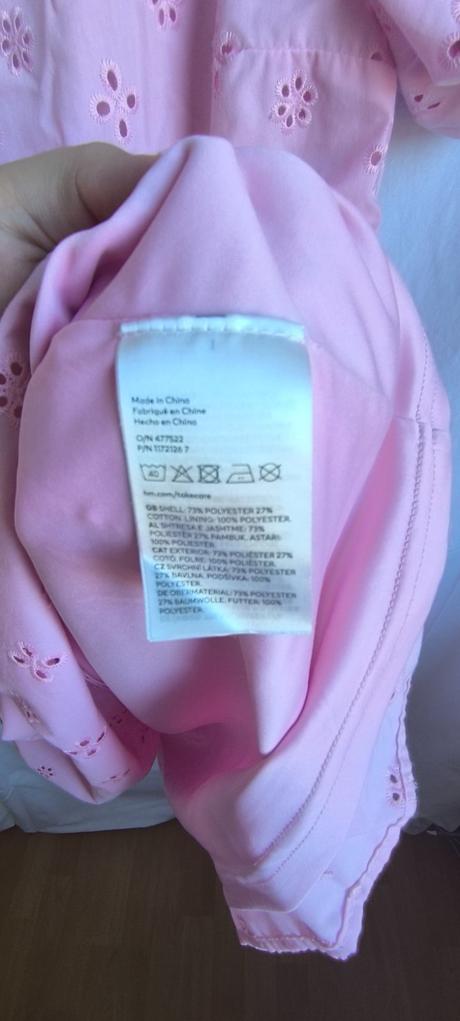 Made in China
Fabriqué en Chine
Hecho en China
O/N 477522
P/N 1172126 7
40
hm.com/takecare
GB SHELL: 73% POLYESTER 27%
COTTON. LINING: 100% POLYESTER.
AL SHTRESA E JASHTME: 73%
POLIESTER 27% PAMBUK. ASTARI:
100% POLIESTER.
CAT EXTERIOR: 73% POLIÈSTER 27%
COTÓ. FOLRE: 100% POLIÈSTER.
CZ SVRCHNÍ LÁTKA: 73% POLYESTER
27% BAVLNA. PODŠÍVKA: 100%
POLYESTER.
DE OBERMATERIAL: 73% POLYESTER
27% BAUMWOLLE. FUTTER: 100%
POLYESTER.